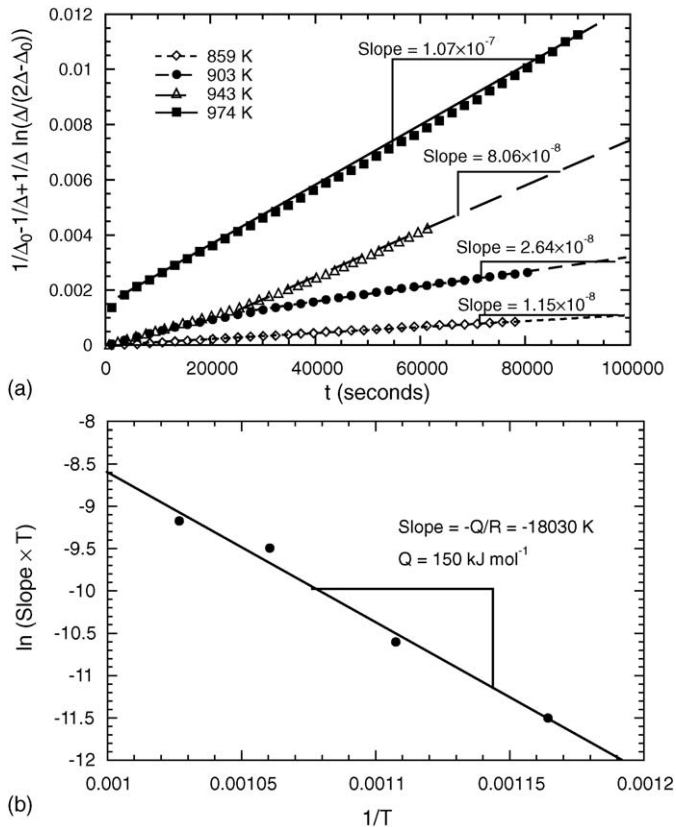 0.012
0.01
0.008
0.006
0.004
0.002
0
1/Δ₀-1/Δ+1/Δ ln(Δ/(2Δ-Δ₀))
859 K
903 K
943 K
974 K
Slope = 1.07×10⁻⁷
Slope = 8.06×10⁻⁸
Slope = 2.64×10⁻⁸
Slope = 1.15×10⁻⁸
0 20000 40000 60000 80000 100000
t (seconds)
(a)
-8
-8.5
-9
-9.5
-10
-10.5
-11
-11.5
-12
ln (Slope × T)
Slope = -Q/R = -18030 K
Q = 150 kJ mol⁻¹
0.001 0.00105 0.0011 0.00115 0.0012
1/T
(b)